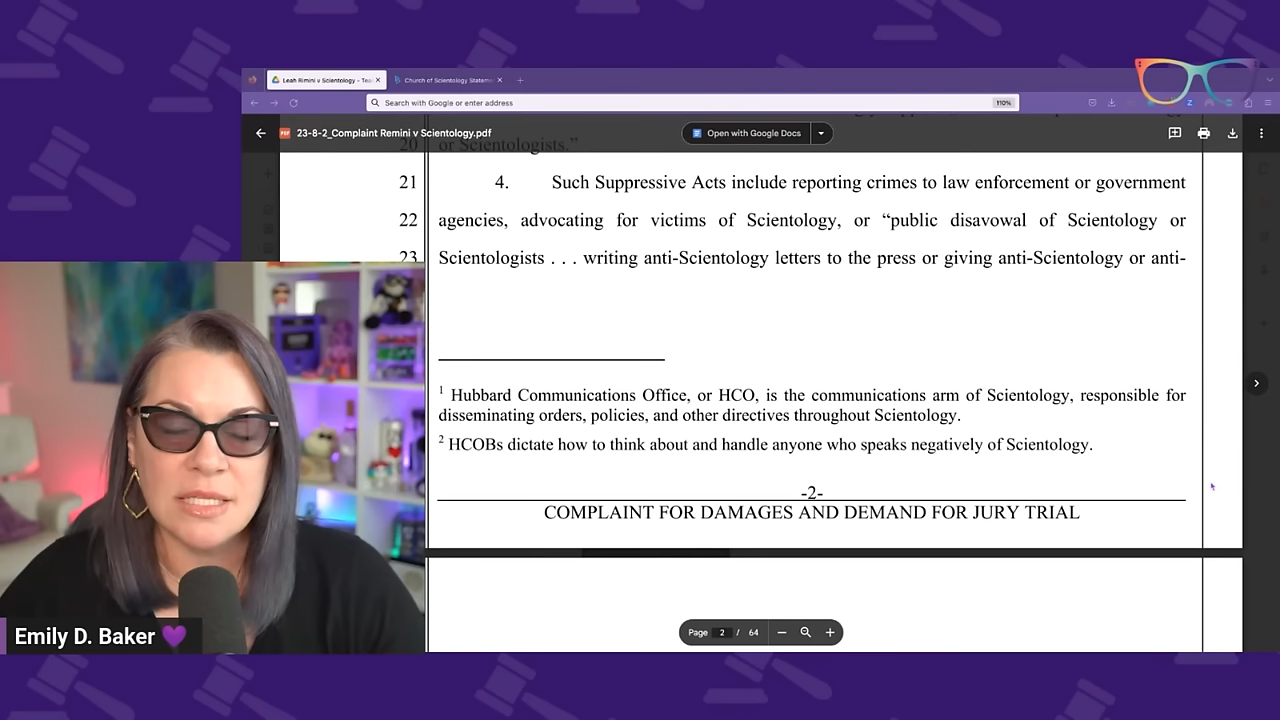 Leah Rimini v Scientology - Tea
Church of Scientology Stateme
Search with Google or enter address
110%
23-8-2_Complaint Remini v Scientology.pdf
Open with Google Docs
20 or Scientologists.”
21 4. Such Suppressive Acts include reporting crimes to law enforcement or government
22 agencies, advocating for victims of Scientology, or “public disavowal of Scientology or
23 Scientologists . . . writing anti-Scientology letters to the press or giving anti-Scientology or anti-
1 Hubbard Communications Office, or HCO, is the communications arm of Scientology, responsible for
disseminating orders, policies, and other directives throughout Scientology.
2 HCOBs dictate how to think about and handle anyone who speaks negatively of Scientology.
-2-
COMPLAINT FOR DAMAGES AND DEMAND FOR JURY TRIAL
Page 2 / 64
Emily D. Baker 💜